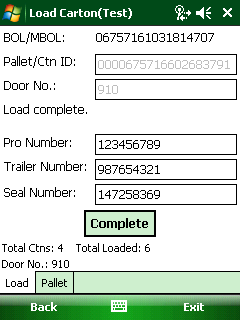 Load Carton(Test)
BOL/MBOL: 06757161031814707
Pallet/Ctn ID: 0000675716602683791
Door No.: 910
Load complete.
Pro Number: 123456789
Trailer Number: 987654321
Seal Number: 147258369
Complete
Total Ctns: 4 Total Loaded: 6
Door No.: 910
Load Pallet
Back Exit